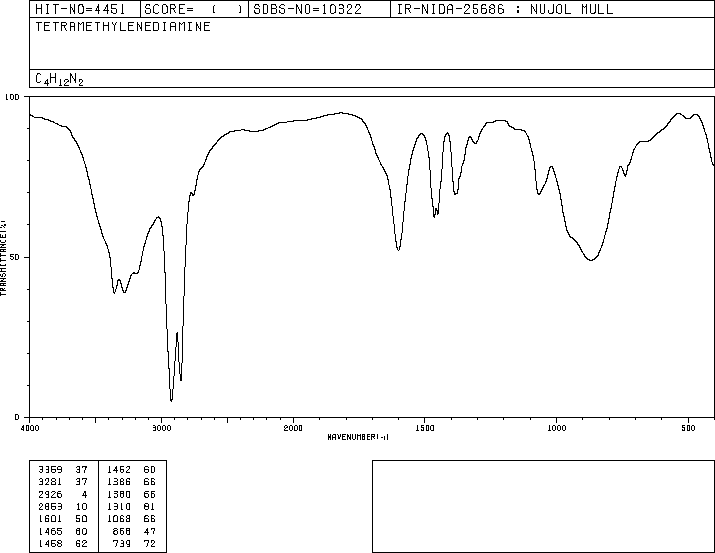 HIT-NO=4451 SCORE= ( ) SDBS-NO=10322 IR-NIDA-25686 : NUJOL MULL
TETRAMETHYLENEDIAMINE
C4H12N2
100
50
0
TRANSMITTANCE(%)
4000 3000 2000 1500 1000 500
WAVENUMBER(-1)
3359 37 1452 60
3281 37 1386 66
2926 4 1380 66
2853 10 1310 81
1601 50 1068 66
1465 60 868 47
1458 62 739 72